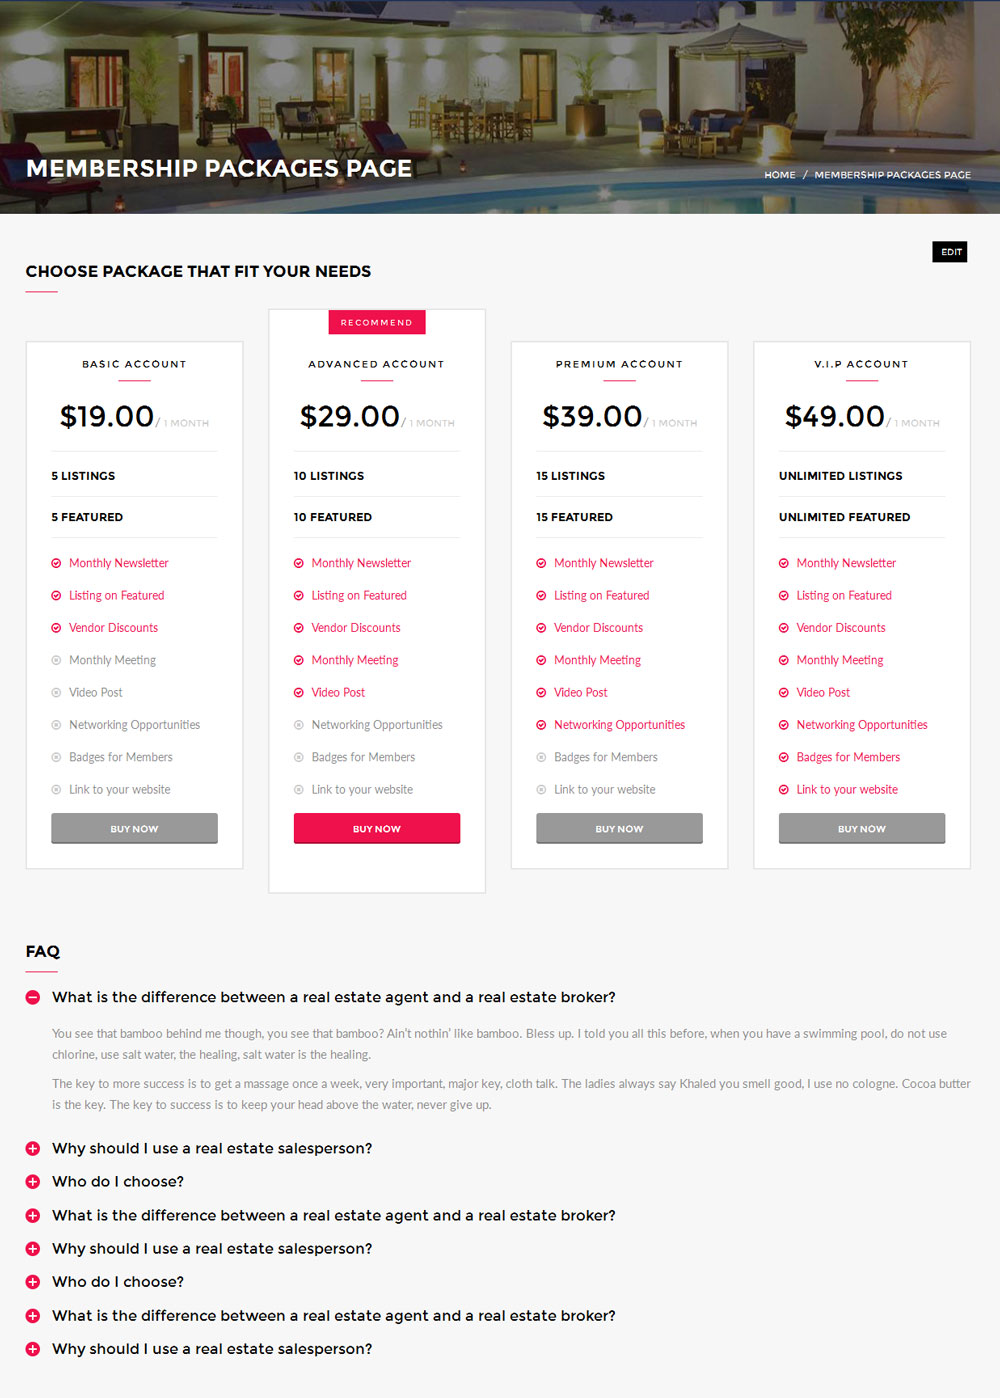 MEMBERSHIP PACKAGES PAGE
HOME / MEMBERSHIP PACKAGES PAGE
EDIT
CHOOSE PACKAGE THAT FIT YOUR NEEDS
BASIC ACCOUNT
$19.00/ 1 MONTH
5 LISTINGS
5 FEATURED
Monthly Newsletter
Listing on Featured
Vendor Discounts
Monthly Meeting
Video Post
Networking Opportunities
Badges for Members
Link to your website
BUY NOW
RECOMMEND
ADVANCED ACCOUNT
$29.00/ 1 MONTH
10 LISTINGS
10 FEATURED
Monthly Newsletter
Listing on Featured
Vendor Discounts
Monthly Meeting
Video Post
Networking Opportunities
Badges for Members
Link to your website
BUY NOW
PREMIUM ACCOUNT
$39.00/ 1 MONTH
15 LISTINGS
15 FEATURED
Monthly Newsletter
Listing on Featured
Vendor Discounts
Monthly Meeting
Video Post
Networking Opportunities
Badges for Members
Link to your website
BUY NOW
V.I.P ACCOUNT
$49.00/ 1 MONTH
UNLIMITED LISTINGS
UNLIMITED FEATURED
Monthly Newsletter
Listing on Featured
Vendor Discounts
Monthly Meeting
Video Post
Networking Opportunities
Badges for Members
Link to your website
BUY NOW
FAQ
What is the difference between a real estate agent and a real estate broker?
You see that bamboo behind me though, you see that bamboo? Ain't nothin' like bamboo. Bless up. I told you all this before, when you have a swimming pool, do not use
chlorine, use salt water, the healing, salt water is the healing.
The key to more success is to get a massage once a week, very important, major key, cloth talk. The ladies always say Khaled you smell good, I use no cologne. Cocoa butter
is the key. The key to success is to keep your head above the water, never give up.
Why should I use a real estate salesperson?
Who do I choose?
What is the difference between a real estate agent and a real estate broker?
Why should I use a real estate salesperson?
Who do I choose?
What is the difference between a real estate agent and a real estate broker?
Why should I use a real estate salesperson?